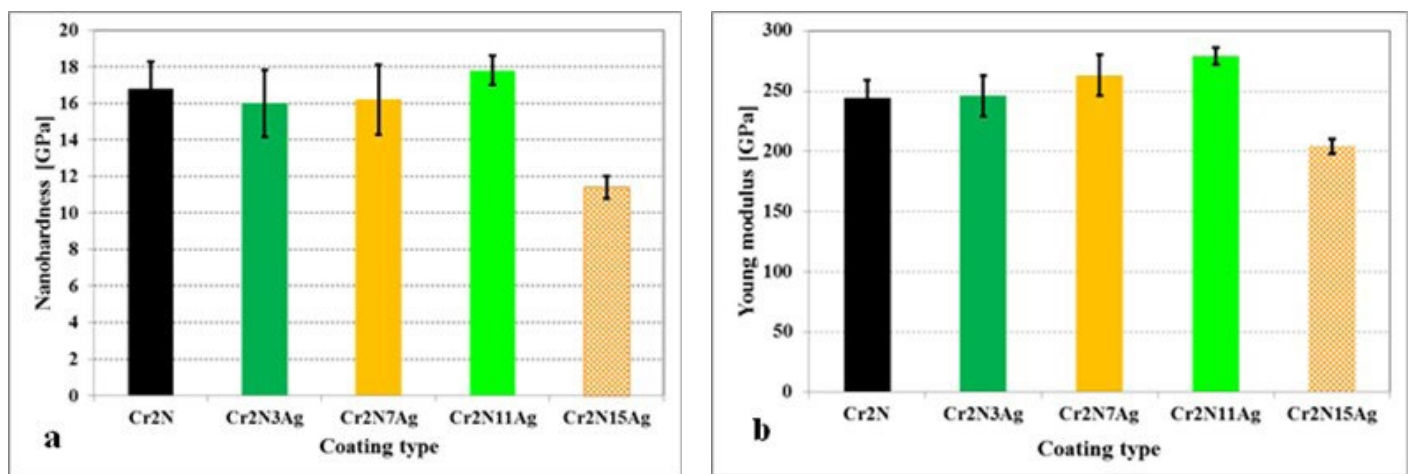 Nanohardness [GPa]
20
18
16
14
12
10
8
6
4
2
0
Cr2N Cr2N3Ag Cr2N7Ag Cr2N11Ag Cr2N15Ag
Coating type
a
Young modulus [GPa]
300
250
200
150
100
50
0
Cr2N Cr2N3Ag Cr2N7Ag Cr2N11Ag Cr2N15Ag
Coating type
b